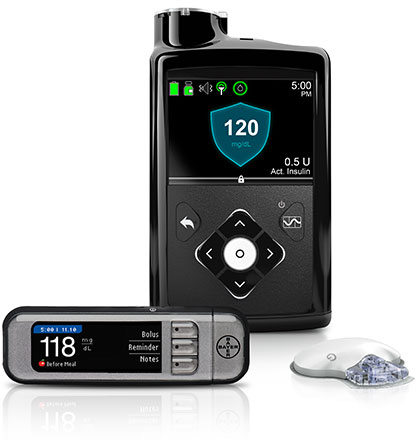 5:00
PM
120
mg/dL
0.5 U
Act. Insulin
5:00 | 11.10
118 mg
dL
Before Meal
Bolus
Reminder
Notes
BAYER